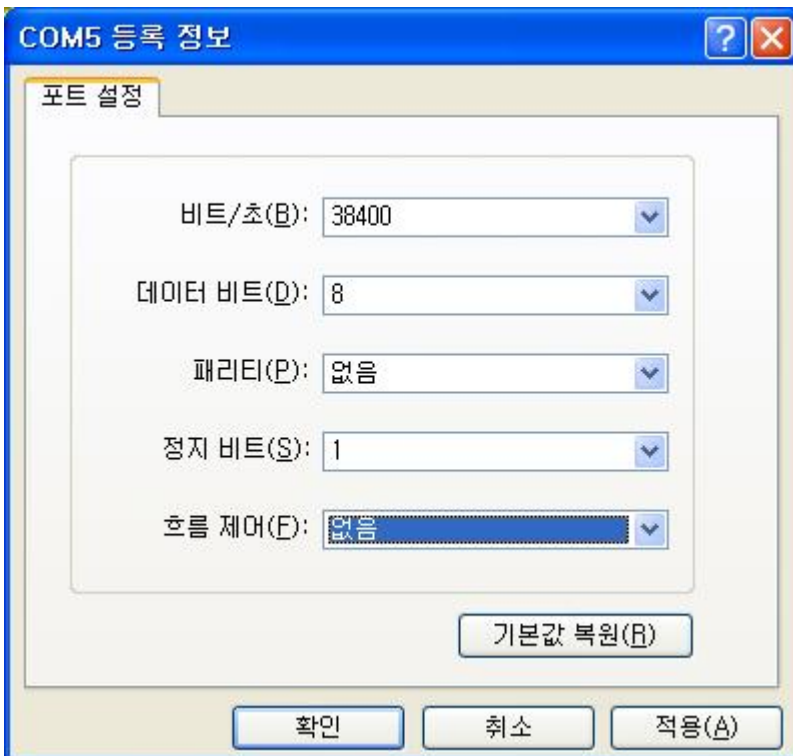 COM5 등록 정보
포트 설정
비트/초(B): 38400
데이터 비트(D): 8
패리티(P): 없음
정지 비트(S): 1
흐름 제어(F): 없음
기본값 복원(R)
확인 취소 적용(A)